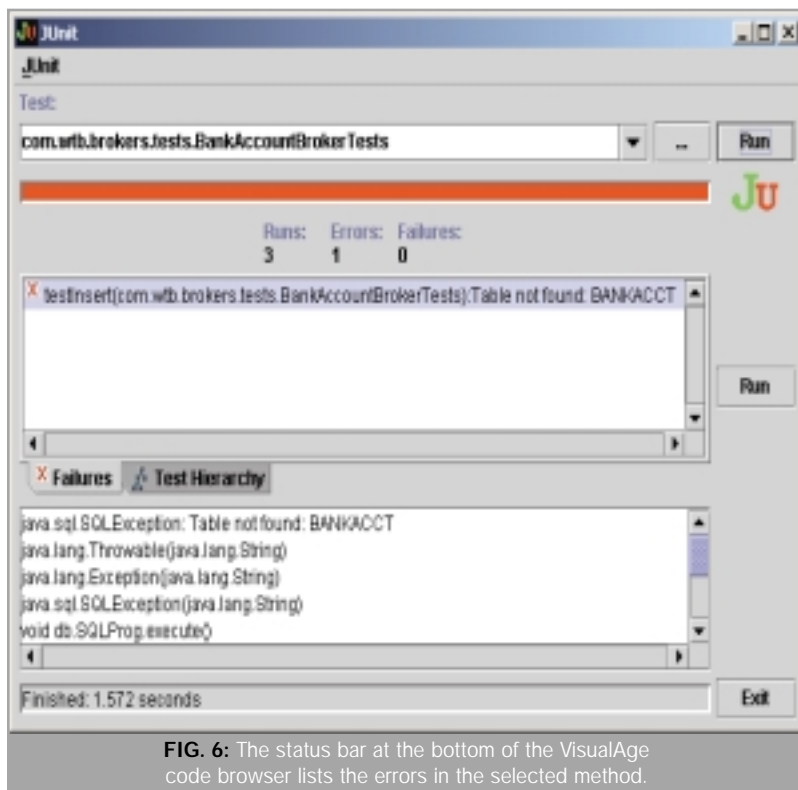 JU JUnit
JUnit
Test:
com.wtb.brokers.tests.BankAccountBrokerTests
...
Run
JU
Runs: Errors: Failures:
3 1 0
X testInsert(com.wtb.brokers.tests.BankAccountBrokerTests):Table not found: BANKACCT
Run
X Failures Test Hierarchy
java.sql.SQLException: Table not found: BANKACCT
java.lang.Throwable(java.lang.String)
java.lang.Exception(java.lang.String)
java.sql.SQLException(java.lang.String)
void db.SQLProg.execute()
Finished: 1.572 seconds
Exit
FIG. 6: The status bar at the bottom of the VisualAge
code browser lists the errors in the selected method.